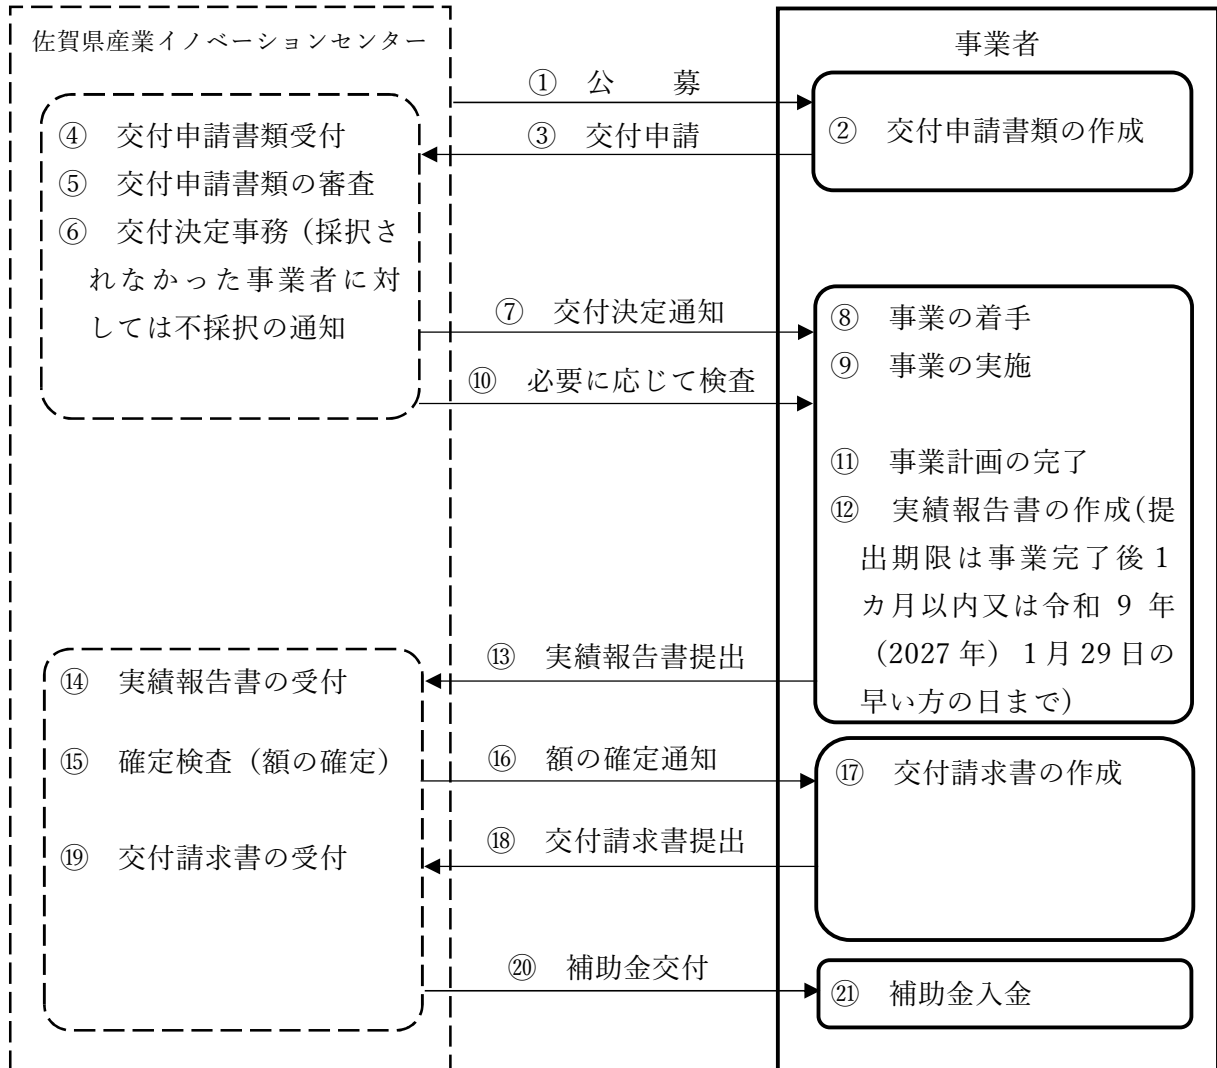 佐賀県産業イノベーションセンター
事業者
① 公　　募
② 交付申請書類の作成
③ 交付申請
④ 交付申請書類受付
⑤ 交付申請書類の審査
⑥ 交付決定事務（採択さ
れなかった事業者に対
しては不採択の通知
⑦ 交付決定通知
⑧ 事業の着手
⑨ 事業の実施
⑩ 必要に応じて検査
⑪ 事業計画の完了
⑫ 実績報告書の作成(提
出期限は事業完了後 1
カ月以内又は令和 9 年
（2027 年）1 月 29 日の
早い方の日まで）
⑬ 実績報告書提出
⑭ 実績報告書の受付
⑮ 確定検査（額の確定）
⑯ 額の確定通知
⑰ 交付請求書の作成
⑱ 交付請求書提出
⑲ 交付請求書の受付
⑳ 補助金交付
㉑ 補助金入金